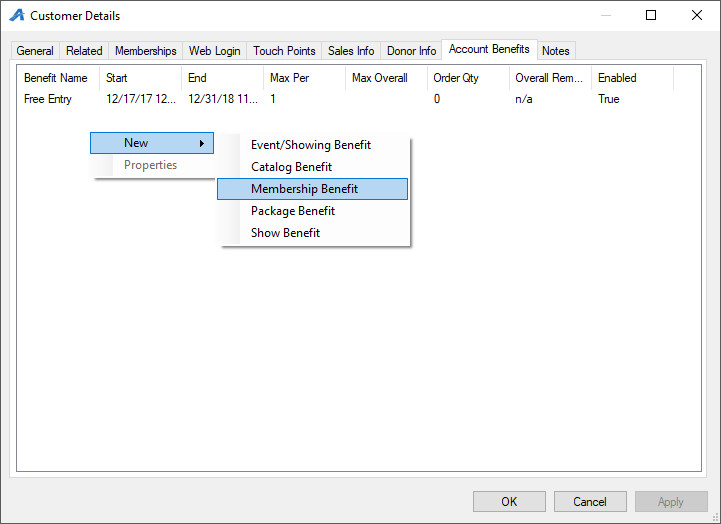 Customer Details
General Related Memberships Web Login Touch Points Sales Info Donor Info Account Benefits Notes
Benefit Name Start End Max Per Max Overall Order Qty Overall Rem... Enabled
Free Entry 12/17/17 12... 12/31/18 11... 1 0 n/a True
New
Properties
Event/Showing Benefit
Catalog Benefit
Membership Benefit
Package Benefit
Show Benefit
OK Cancel Apply